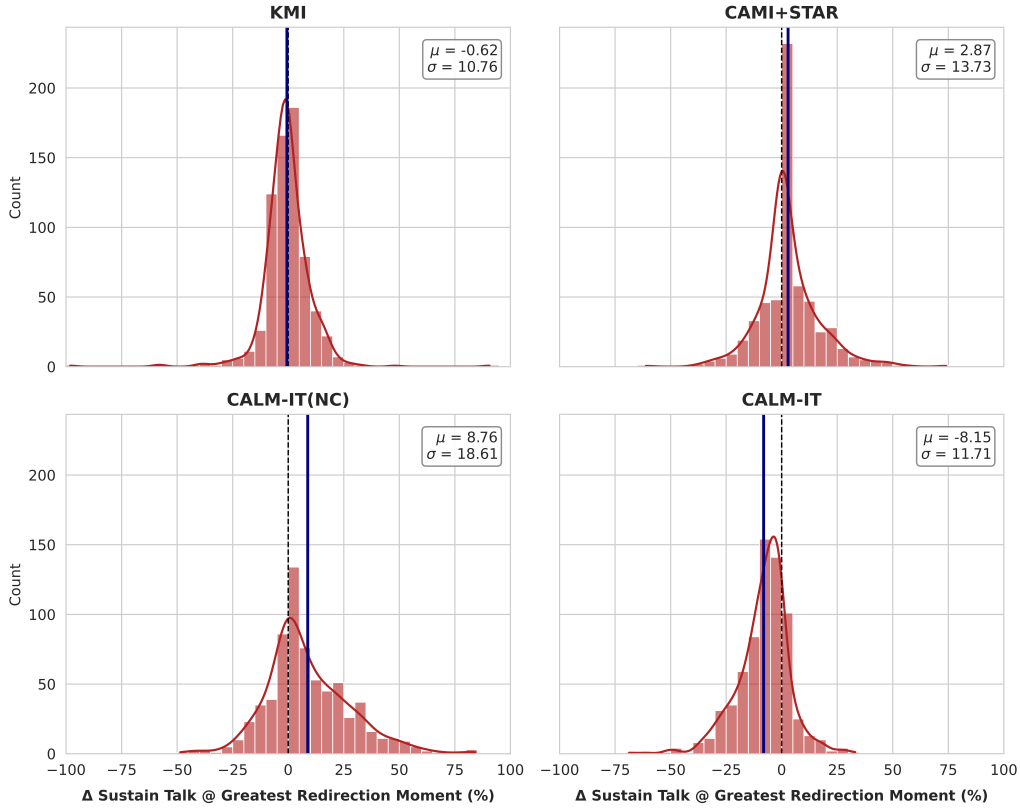 KMI
μ = -0.62
σ = 10.76
Count
200
150
100
50
0
CAMI+STAR
μ = 2.87
σ = 13.73
CALM-IT(NC)
μ = 8.76
σ = 18.61
Count
200
150
100
50
0
−100 −75 −50 −25 0 25 50 75 100
Δ Sustain Talk @ Greatest Redirection Moment (%)
CALM-IT
μ = -8.15
σ = 11.71
−100 −75 −50 −25 0 25 50 75 100
Δ Sustain Talk @ Greatest Redirection Moment (%)